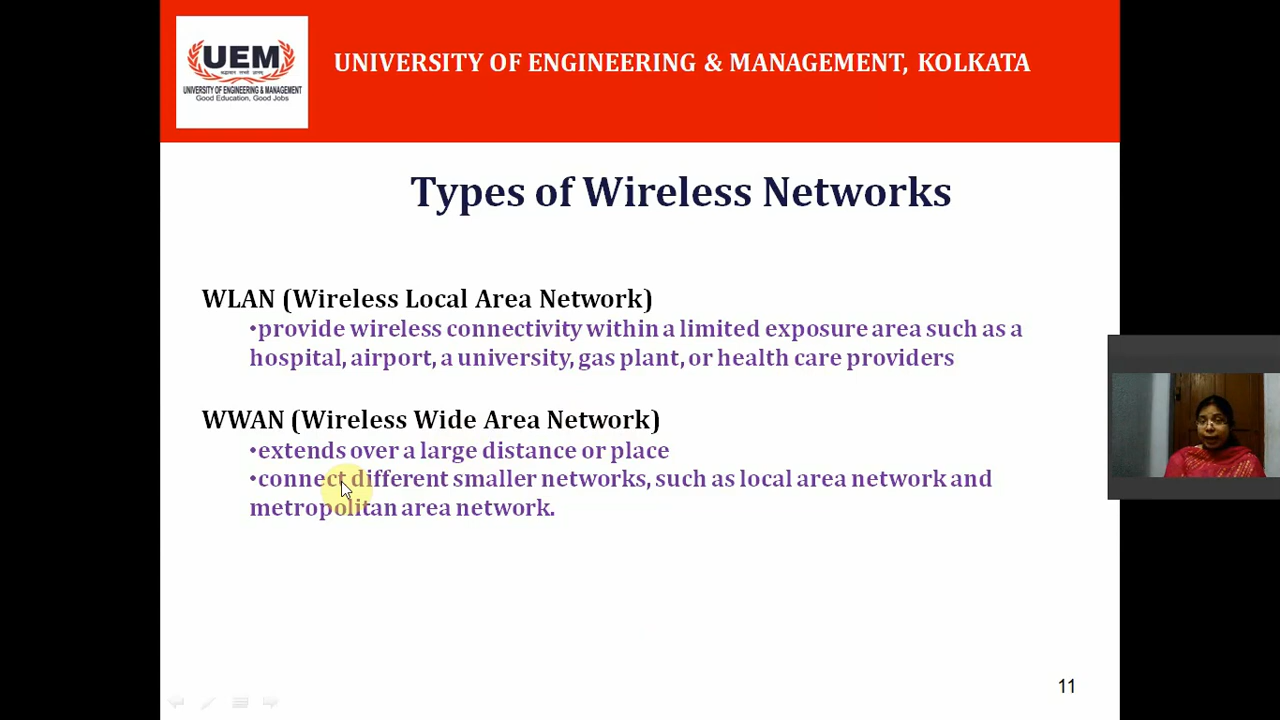 UEM
UNIVERSITY OF ENGINEERING & MANAGEMENT
Good Education, Good Jobs
UNIVERSITY OF ENGINEERING & MANAGEMENT, KOLKATA
Types of Wireless Networks
WLAN (Wireless Local Area Network)
•provide wireless connectivity within a limited exposure area such as a
hospital, airport, a university, gas plant, or health care providers
WWAN (Wireless Wide Area Network)
•extends over a large distance or place
•connect different smaller networks, such as local area network and
metropolitan area network.
11